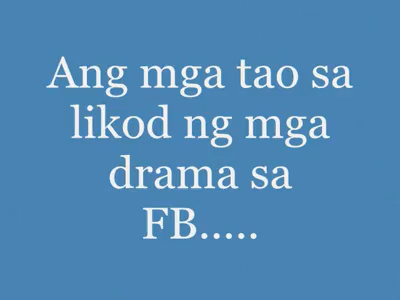 Ang mga tao sa
likod ng mga
drama sa
FB.....